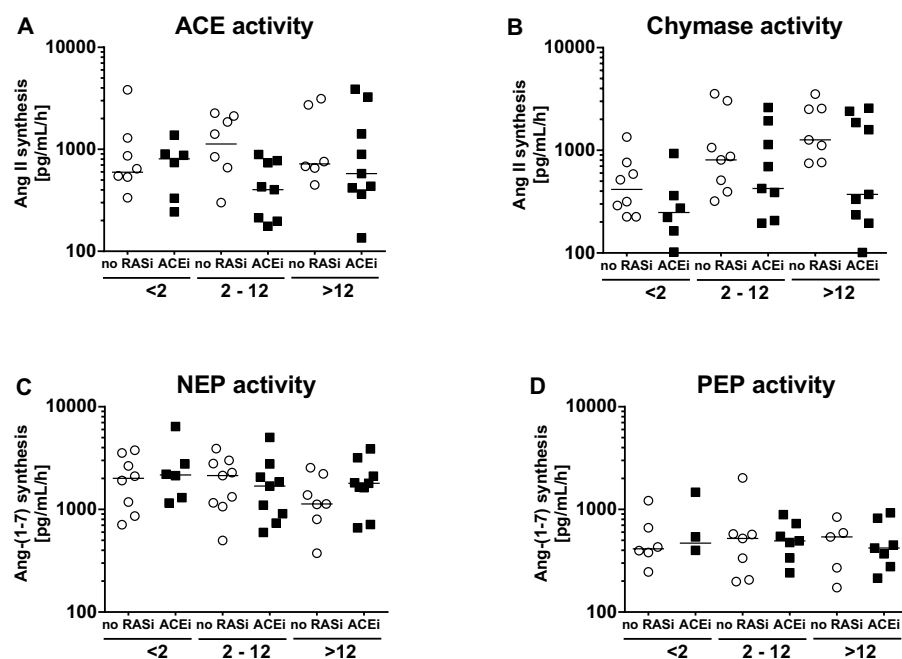 A ACE activity
10000
1000
100
Ang II synthesis
[pg/mL/h]
no RASi ACEi no RASi ACEi no RASi ACEi
<2 2 - 12 >12
B Chymase activity
10000
1000
100
Ang II synthesis
[pg/mL/h]
no RASi ACEi no RASi ACEi no RASi ACEi
<2 2 - 12 >12
C NEP activity
10000
1000
100
Ang-(1-7) synthesis
[pg/mL/h]
no RASi ACEi no RASi ACEi no RASi ACEi
<2 2 - 12 >12
D PEP activity
10000
1000
100
Ang-(1-7) synthesis
[pg/mL/h]
no RASi ACEi no RASi ACEi no RASi ACEi
<2 2 - 12 >12